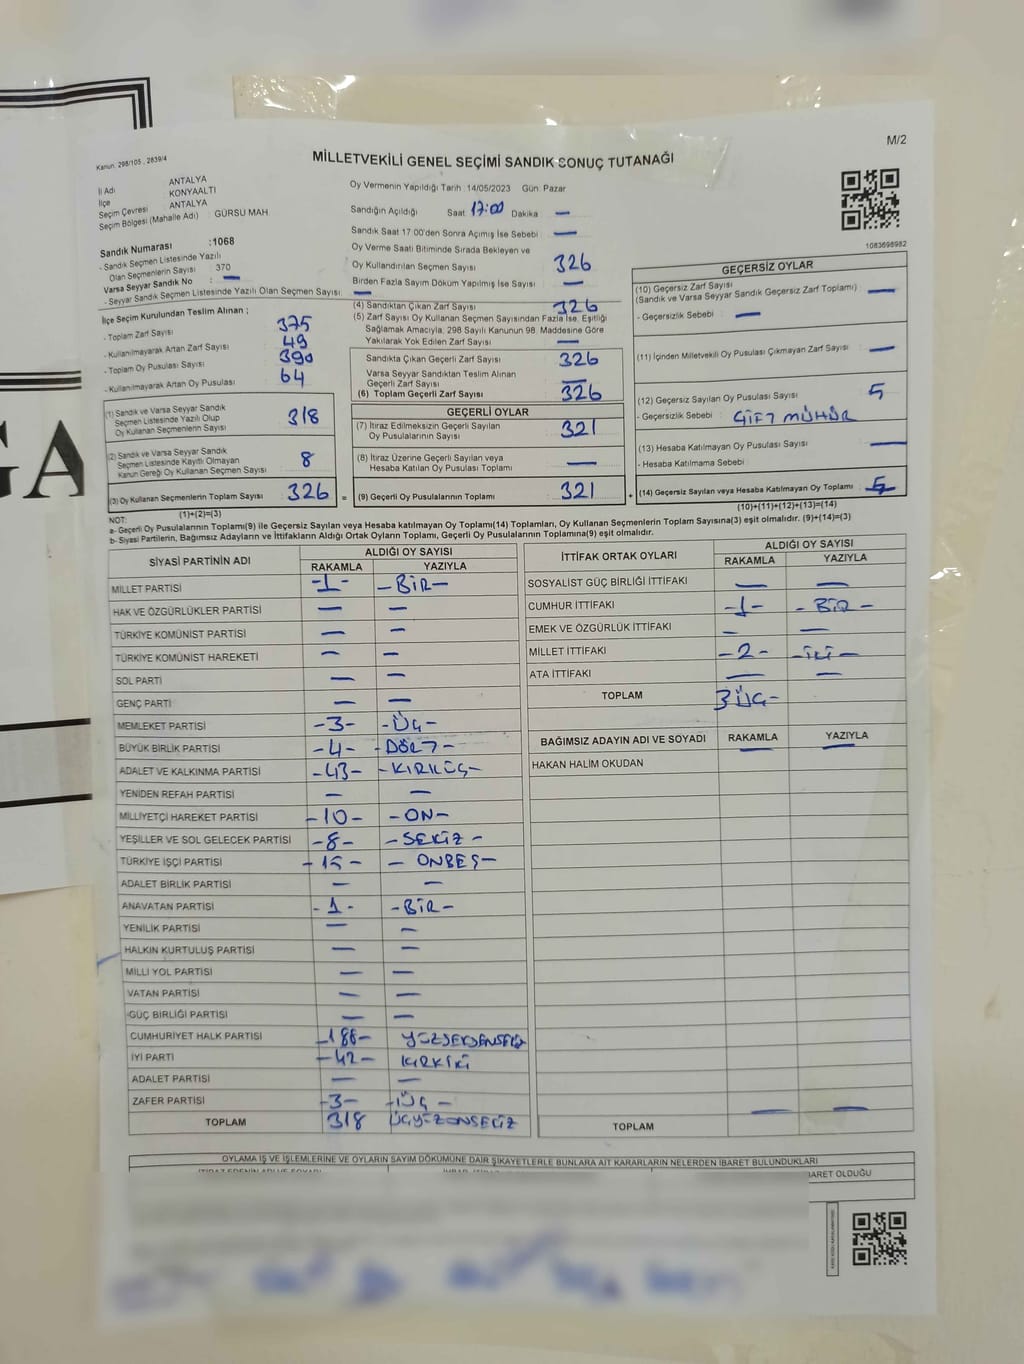 M/2
Kanun. 298/105 , 2839/4
MİLLETVEKİLİ GENEL SEÇİMİ SANDIK SONUÇ TUTANAĞI
İl Adı ANTALYA
İlçe KONYAALTI
Seçim Çevresi ANTALYA
Seçim Bölgesi (Mahalle Adı) : GÜRSU MAH.
Oy Vermenin Yapıldığı Tarih : 14/05/2023 Gün: Pazar
Sandığın Açıldığı Saat 17:00 Dakika —
Sandık Saat 17.00'den Sonra Açımış İse Sebebi : —
Oy Verme Saati Bitiminde Sırada Bekleyen ve
Oy Kullandırılan Seçmen Sayısı 326
Birden Fazla Sayım Döküm Yapılmış İse Sayısı : —
Sandık Numarası :1068
- Sandık Seçmen Listesinde Yazılı
Olan Seçmenlerin Sayısı : 370
Varsa Seyyar Sandık No : —
- Seyyar Sandık Seçmen Listesinde Yazılı Olan Seçmen Sayısı: —
İlçe Seçim Kurulundan Teslim Alınan ;
- Toplam Zarf Sayısı : 375
- Kullanılmayarak Artan Zarf Sayısı : 49
- Toplam Oy Pusulası Sayısı : 390
- Kullanılmayarak Artan Oy Pusulası : 64
(4) Sandıktan Çıkan Zarf Sayısı : 326
(5) Zarf Sayısı Oy Kullanan Seçmen Sayısından Fazla İse, Eşitliği
Sağlamak Amacıyla, 298 Sayılı Kanunun 98. Maddesine Göre
Yakılarak Yok Edilen Zarf Sayısı : —
Sandıkta Çıkan Geçerli Zarf Sayısı : 326
Varsa Seyyar Sandıktan Teslim Alınan
Geçerli Zarf Sayısı : —
(6) Toplam Geçerli Zarf Sayısı : 326
1083698982
GEÇERSİZ OYLAR
(10) Geçersiz Zarf Sayısı :
(Sandık ve Varsa Seyyar Sandık Geçersiz Zarf Toplamı) —
- Geçersizlik Sebebi : —
(11) İçinden Milletvekili Oy Pusulası Çıkmayan Zarf Sayısı : —
(12) Geçersiz Sayılan Oy Pusulası Sayısı : 5
- Geçersizlik Sebebi : ÇİFT MÜHÜR
(13) Hesaba Katılmayan Oy Pusulası Sayısı : —
- Hesaba Katılmama Sebebi :
(14) Geçersiz Sayılan veya Hesaba Katılmayan Oy Toplamı : 5
(10)+(11)+(12)+(13)=(14)
(1) Sandık ve Varsa Seyyar Sandık
Seçmen Listesinde Yazılı Olup
Oy Kullanan Seçmenlerin Sayısı : 318
(2) Sandık ve Varsa Seyyar Sandık
Seçmen Listesinde Kayıtlı Olmayan
Kanun Gereği Oy Kullanan Seçmen Sayısı : 8
(3) Oy Kullanan Seçmenlerin Toplam Sayısı : 326
(1)+(2)=(3)
GEÇERLİ OYLAR
(7) İtiraz Edilmeksizin Geçerli Sayılan
Oy Pusulalarının Sayısı : 321
(8) İtiraz Üzerine Geçerli Sayılan veya
Hesaba Katılan Oy Pusulası Toplamı : —
= (9) Geçerli Oy Pusulalarının Toplamı : 321 +
NOT:
a- Geçerli Oy Pusulalarının Toplamı(9) ile Geçersiz Sayılan veya Hesaba katılmayan Oy Toplamı(14) Toplamları, Oy Kullanan Seçmenlerin Toplam Sayısına(3) eşit olmalıdır. (9)+(14)=(3)
b- Siyasi Partilerin, Bağımsız Adayların ve İttifakların Aldığı Ortak Oyların Toplamı, Geçerli Oy Pusulalarının Toplamına(9) eşit olmalıdır.
SİYASİ PARTİNİN ADI ALDIĞI OY SAYISI
RAKAMLA YAZIYLA
MİLLET PARTİSİ -1- -BİR-
HAK VE ÖZGÜRLÜKLER PARTİSİ — —
TÜRKİYE KOMÜNİST PARTİSİ — —
TÜRKİYE KOMÜNİST HAREKETİ — —
SOL PARTİ — —
GENÇ PARTİ — —
MEMLEKET PARTİSİ -3- -ÜÇ-
BÜYÜK BİRLİK PARTİSİ -4- -DÖRT-
ADALET VE KALKINMA PARTİSİ -43- -KIRKÜÇ-
YENİDEN REFAH PARTİSİ — —
MİLLİYETÇİ HAREKET PARTİSİ -10- -ON-
YEŞİLLER VE SOL GELECEK PARTİSİ -8- -SEKİZ-
TÜRKİYE İŞÇİ PARTİSİ -15- -ONBEŞ-
ADALET BİRLİK PARTİSİ — —
ANAVATAN PARTİSİ -1- -BİR-
YENİLİK PARTİSİ — —
HALKIN KURTULUŞ PARTİSİ — —
MİLLİ YOL PARTİSİ — —
VATAN PARTİSİ — —
GÜÇ BİRLİĞİ PARTİSİ — —
CUMHURİYET HALK PARTİSİ -188- YÜZSEKSENSEKİZ
İYİ PARTİ -42- KIRKİKİ
ADALET PARTİSİ — —
ZAFER PARTİSİ -3- -ÜÇ-
TOPLAM 318 ÜÇYÜZONSEKİZ
İTTİFAK ORTAK OYLARI ALDIĞI OY SAYISI
RAKAMLA YAZIYLA
SOSYALİST GÜÇ BİRLİĞİ İTTİFAKI — —
CUMHUR İTTİFAKI -1- -BİR-
EMEK VE ÖZGÜRLÜK İTTİFAKI — —
MİLLET İTTİFAKI -2- -İKİ-
ATA İTTİFAKI — —
TOPLAM 3 ÜÇ-
BAĞIMSIZ ADAYIN ADI VE SOYADI RAKAMLA YAZIYLA
HAKAN HALİM OKUDAN — —
TOPLAM — —
OYLAMA İŞ VE İŞLEMLERİNE VE OYLARIN SAYIM DÖKÜMÜNE DAİR ŞİKAYETLERLE BUNLARA AİT KARARLARIN NELERDEN İBARET BULUNDUKLARI
İTİRAZ EDENİN ADI VE SOYADI
BARET OLDUĞU
GA